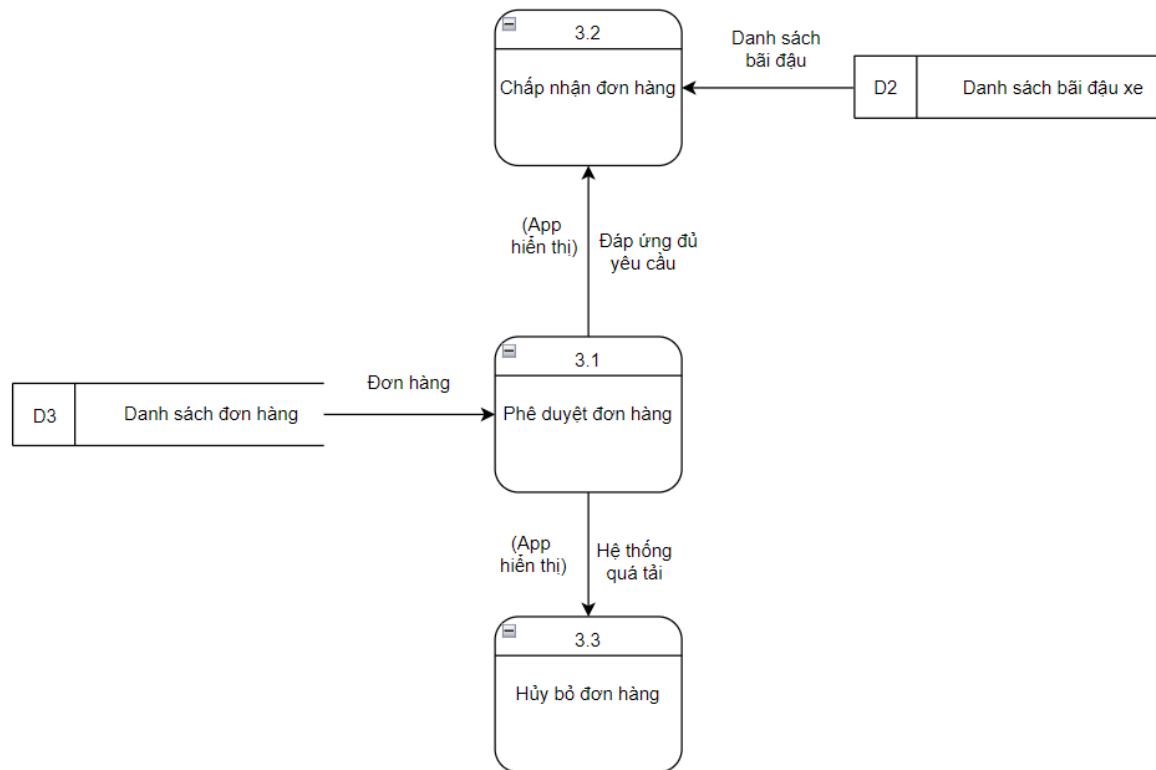 3.2
Chấp nhận đơn hàng
Danh sách
bãi đậu
D2
Danh sách bãi đậu xe
(App
hiển thị)
Đáp ứng đủ
yêu cầu
3.1
Phê duyệt đơn hàng
Đơn hàng
D3
Danh sách đơn hàng
(App
hiển thị)
Hệ thống
quá tải
3.3
Hủy bỏ đơn hàng